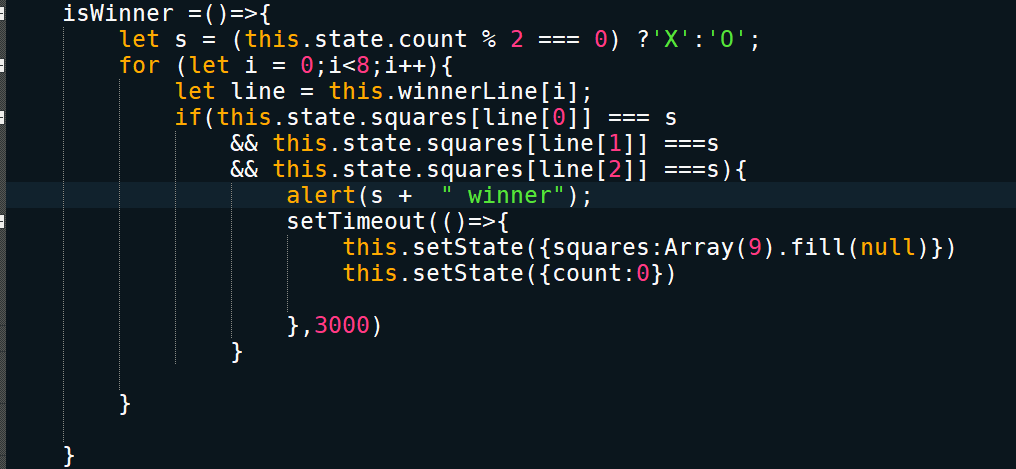 isWinner =()=>{
let s = (this.state.count % 2 === 0) ?'X':'O';
for (let i = 0;i<8;i++){
let line = this.winnerLine[i];
if(this.state.squares[line[0]] === s
&& this.state.squares[line[1]] ===s
&& this.state.squares[line[2]] ===s){
alert(s +  " winner");
setTimeout(()=>{
this.setState({squares:Array(9).fill(null)})
this.setState({count:0})
},3000)
}
}
}